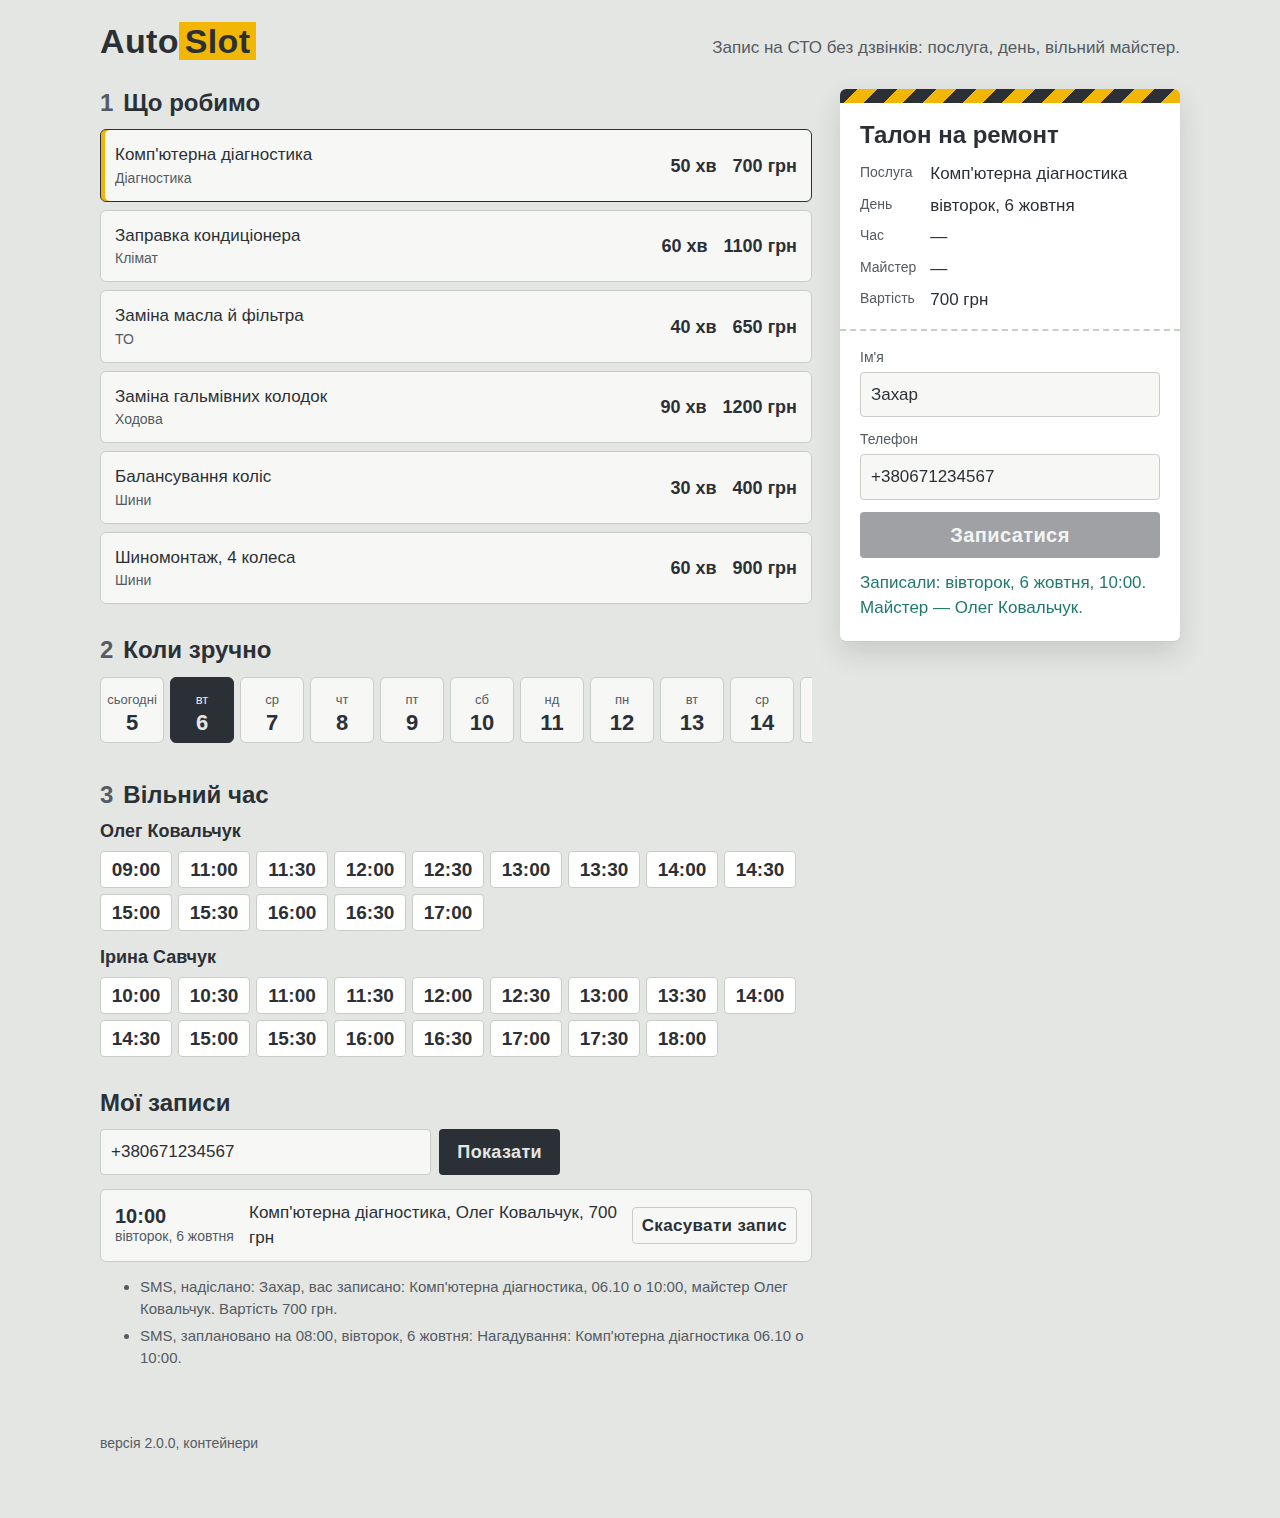 AutoSlot
Запис на СТО без дзвінків: послуга, день, вільний майстер.
1 Що робимо
Комп'ютерна діагностика
Діагностика
50 хв 700 грн
Заправка кондиціонера
Клімат
60 хв 1100 грн
Заміна масла й фільтра
ТО
40 хв 650 грн
Заміна гальмівних колодок
Ходова
90 хв 1200 грн
Балансування коліс
Шини
30 хв 400 грн
Шиномонтаж, 4 колеса
Шини
60 хв 900 грн
2 Коли зручно
сьогодні вт ср чт пт сб нд пн вт ср
5 6 7 8 9 10 11 12 13 14
3 Вільний час
Олег Ковальчук
09:00 11:00 11:30 12:00 12:30 13:00 13:30 14:00 14:30
15:00 15:30 16:00 16:30 17:00
Ірина Савчук
10:00 10:30 11:00 11:30 12:00 12:30 13:00 13:30 14:00
14:30 15:00 15:30 16:00 16:30 17:00 17:30 18:00
Мої записи
+380671234567 Показати
10:00
вівторок, 6 жовтня
Комп'ютерна діагностика, Олег Ковальчук, 700
грн
Скасувати запис
• SMS, надіслано: Захар, вас записано: Комп'ютерна діагностика, 06.10 о 10:00, майстер Олег
Ковальчук. Вартість 700 грн.
• SMS, заплановано на 08:00, вівторок, 6 жовтня: Нагадування: Комп'ютерна діагностика 06.10 о
10:00.
версія 2.0.0, контейнери
Талон на ремонт
Послуга Комп'ютерна діагностика
День вівторок, 6 жовтня
Час —
Майстер —
Вартість 700 грн
Ім'я
Захар
Телефон
+380671234567
Записатися
Записали: вівторок, 6 жовтня, 10:00.
Майстер — Олег Ковальчук.